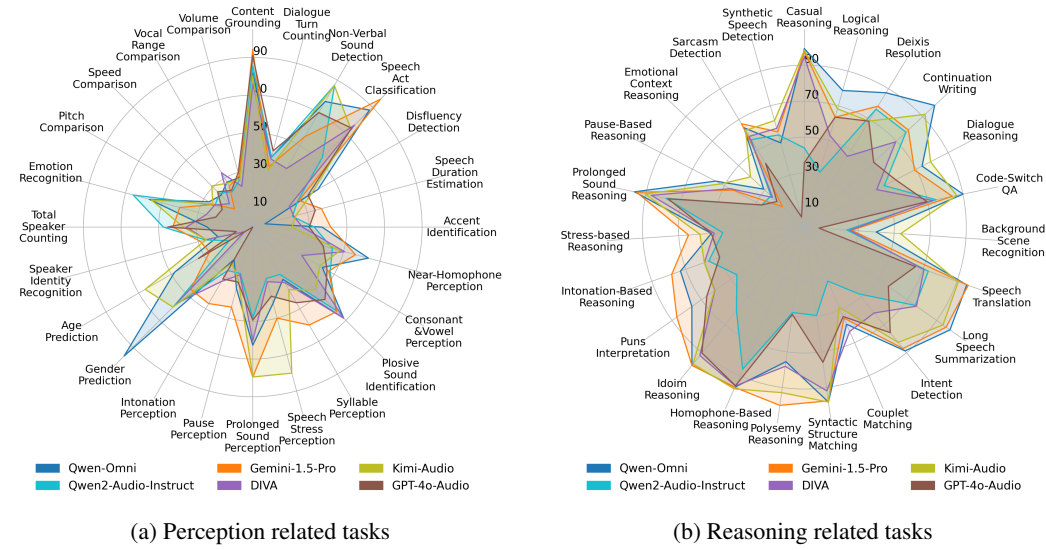 Content
Grounding
Dialogue
Turn
Counting
Non-Verbal
Sound
Detection
Speech
Act
Classification
Disfluency
Detection
Speech
Duration
Estimation
Accent
Identification
Near-Homophone
Perception
Consonant
&Vowel
Perception
Plosive
Sound
Identification
Syllable
Perception
Speech
Stress
Perception
Prolonged
Sound
Perception
Pause
Perception
Intonation
Perception
Gender
Prediction
Age
Prediction
Speaker
Identity
Recognition
Total
Speaker
Counting
Emotion
Recognition
Pitch
Comparison
Speed
Comparison
Vocal
Range
Comparison
Volume
Comparison
90
70
50
30
10
Qwen-Omni
Gemini-1.5-Pro
Kimi-Audio
Qwen2-Audio-Instruct
DIVA
GPT-4o-Audio
(a) Perception related tasks
Casual
Reasoning
Logical
Reasoning
Deixis
Resolution
Continuation
Writing
Dialogue
Reasoning
Code-Switch
QA
Background
Scene
Recognition
Speech
Translation
Long
Speech
Summarization
Intent
Detection
Couplet
Matching
Syntactic
Structure
Matching
Polysemy
Reasoning
Homophone-Based
Reasoning
Idoim
Reasoning
Puns
Interpretation
Intonation-Based
Reasoning
Stress-based
Reasoning
Prolonged
Sound
Reasoning
Pause-Based
Reasoning
Emotional
Context
Reasoning
Sarcasm
Detection
Synthetic
Speech
Detection
90
70
50
30
10
Qwen-Omni
Gemini-1.5-Pro
Kimi-Audio
Qwen2-Audio-Instruct
DIVA
GPT-4o-Audio
(b) Reasoning related tasks